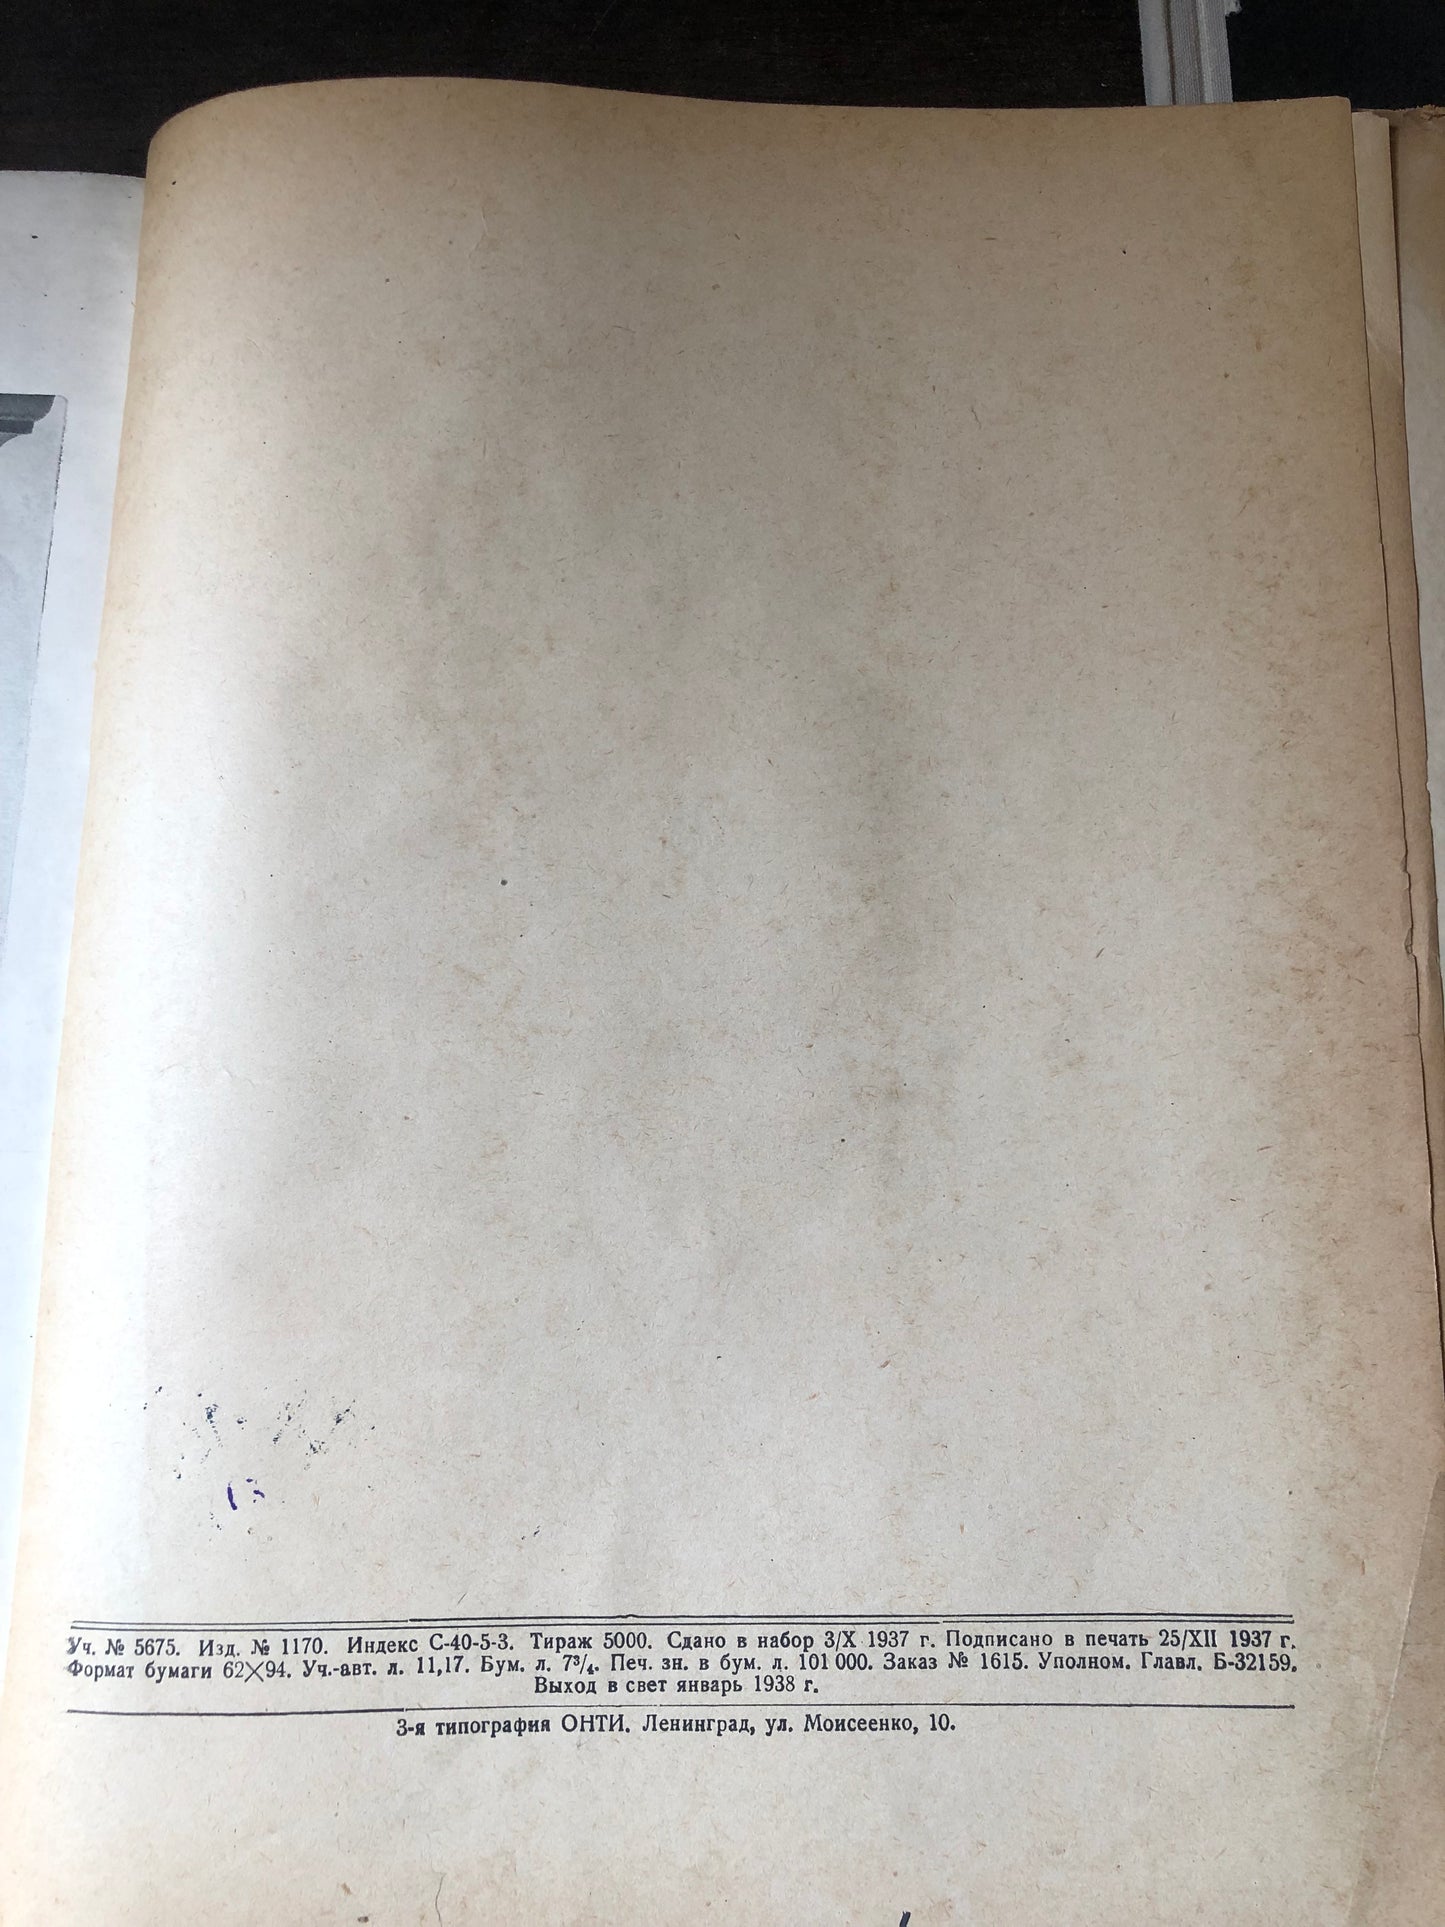 Уч. № 5675. Изд. № 1170. Индекс С-40-5-3. Тираж 5000. Сдано в набор 3/X 1937 г. Подписано в печать 25/XII 1937 г.
Формат бумаги 62×94. Уч.-авт. л. 11,17. Бум. л. 7³/₄. Печ. зн. в бум. л. 101 000. Заказ № 1615. Уполном. Главл. Б-32159.
Выход в свет январь 1938 г.
3-я типография ОНТИ. Ленинград, ул. Моисеенко, 10.